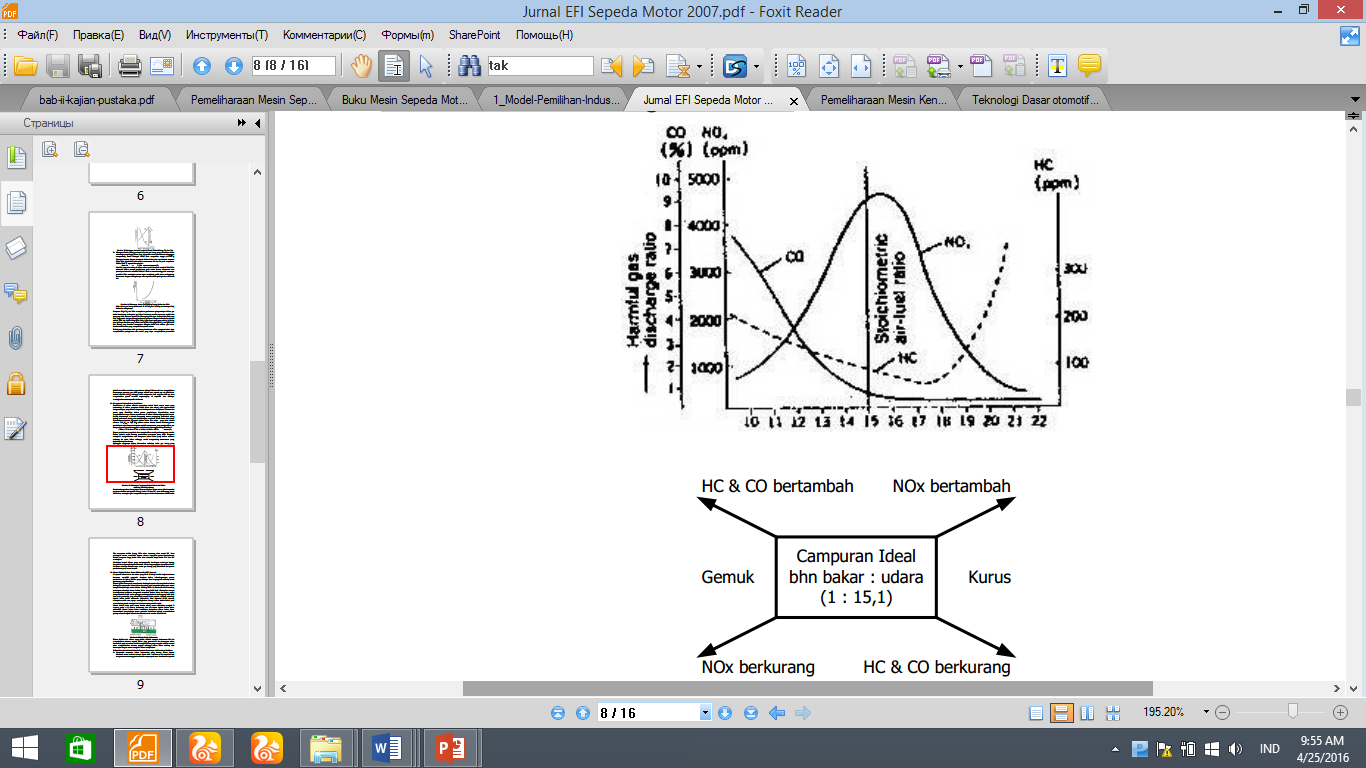 Jurnal EFI Sepeda Motor 2007.pdf - Foxit Reader
PDF
Файл(F) Правка(E) Вид(V) Инструменты(T) Комментарии(C) Формы(m) SharePoint Помощь(H)
8 (8 / 16) tak
bab-ii-kajian-pustaka.pdf Pemeliharaan Mesin Sep... Buku Mesin Sepeda Mot... 1_Model-Pemilihan-Indus... Jurnal EFI Sepeda Motor ... Pemeliharaan Mesin Ken... Teknologi Dasar otomotif...
Страницы
6
7
8
9
CO NOx
(%) (ppm)
HC
(ppm)
10 5000
9
8 4000
7
6 3000
5
4 2000
3
2 1000
1
300
200
100
Harmful gas
discharge ratio
CO
NOx
HC
Stoichiometric
air-fuel ratio
10 11 12 13 14 15 16 17 18 19 20 21 22
HC & CO bertambah NOx bertambah
Gemuk
Campuran Ideal
bhn bakar : udara
(1 : 15,1)
Kurus
NOx berkurang HC & CO berkurang
8 / 16 195.20%
IND
9:55 AM
4/25/2016